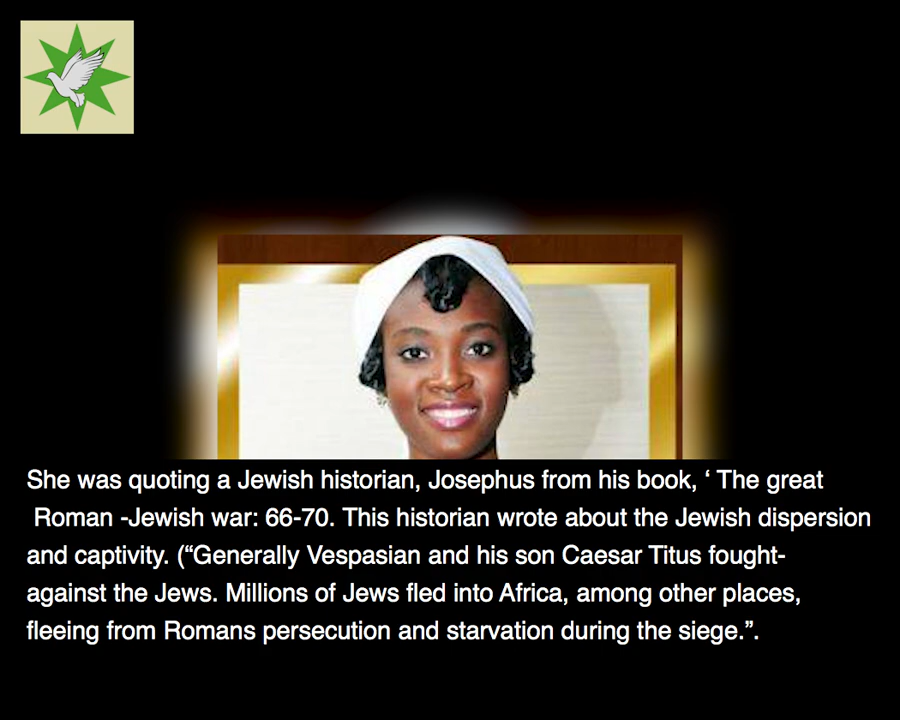 She was quoting a Jewish historian, Josephus from his book, ‘ The great
Roman -Jewish war: 66-70. This historian wrote about the Jewish dispersion
and captivity. (“Generally Vespasian and his son Caesar Titus fought-
against the Jews. Millions of Jews fled into Africa, among other places,
fleeing from Romans persecution and starvation during the siege.”.